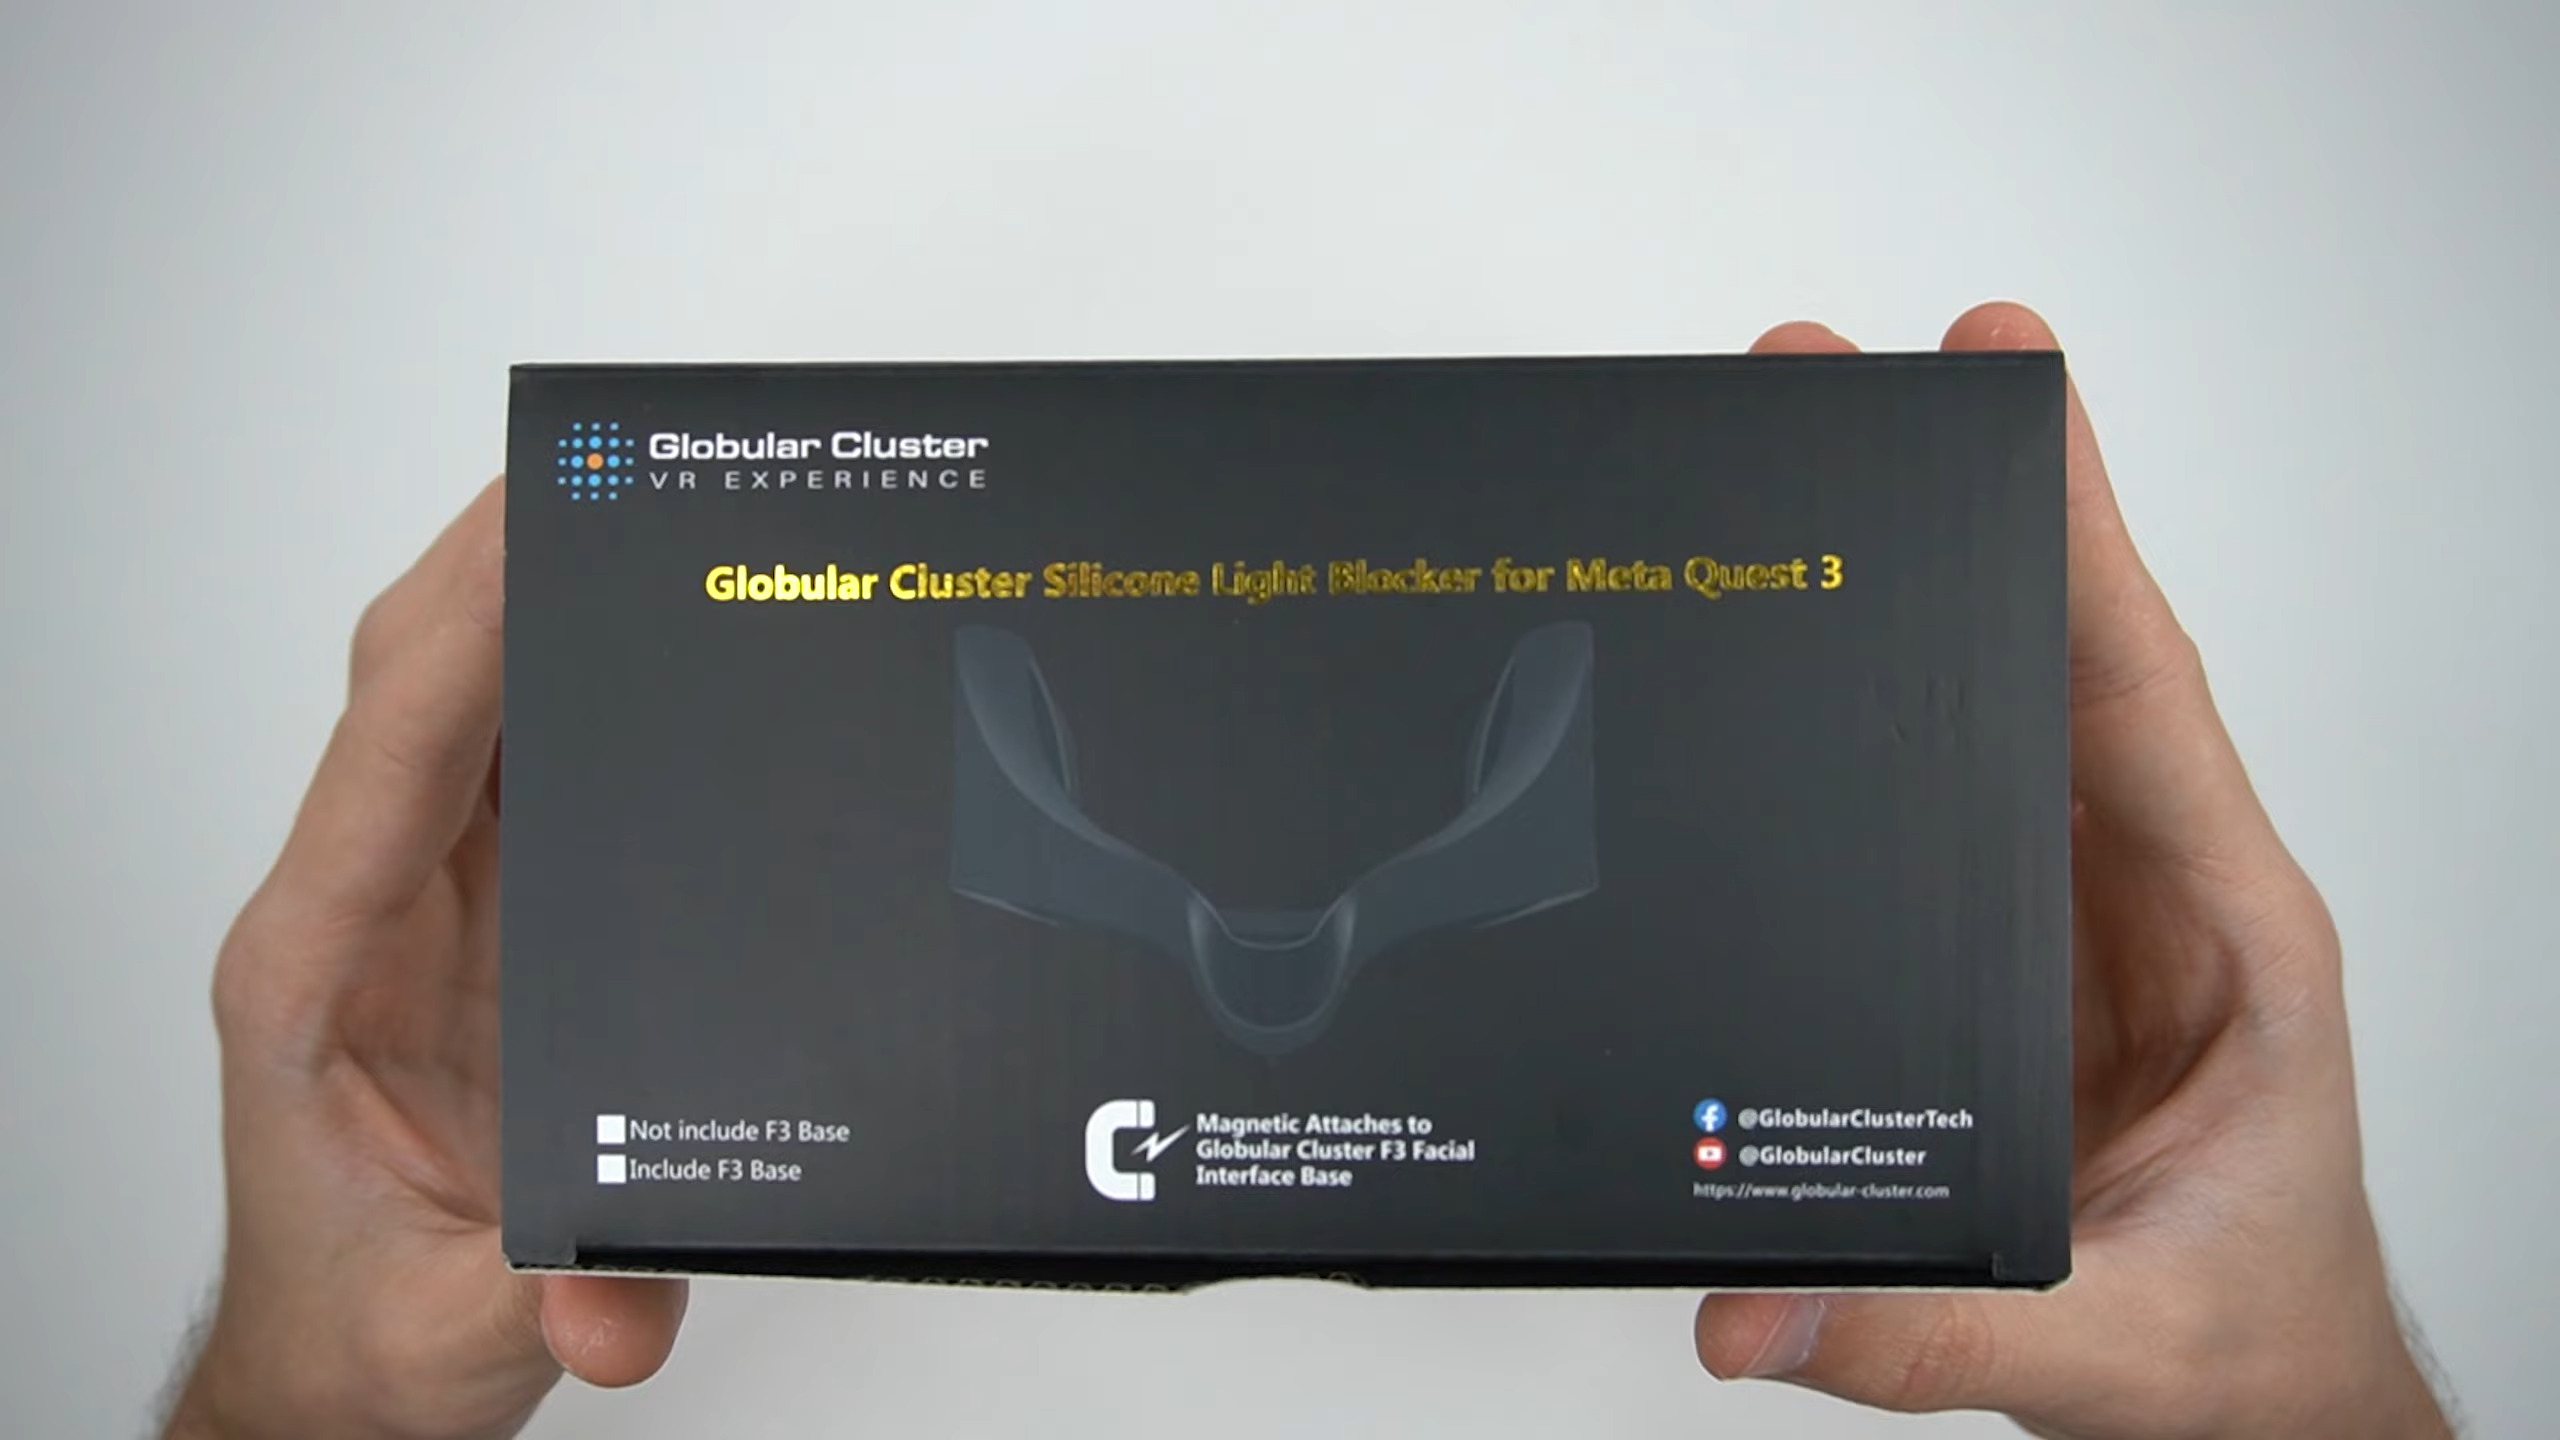 Globular Cluster
VR EXPERIENCE
Globular Cluster Silicone Light Blocker for Meta Quest 3
Not include F3 Base
Include F3 Base
Magnetic Attaches to
Globular Cluster F3 Facial
Interface Base
@GlobularClusterTech
@GlobularCluster
https://www.globular-cluster.com